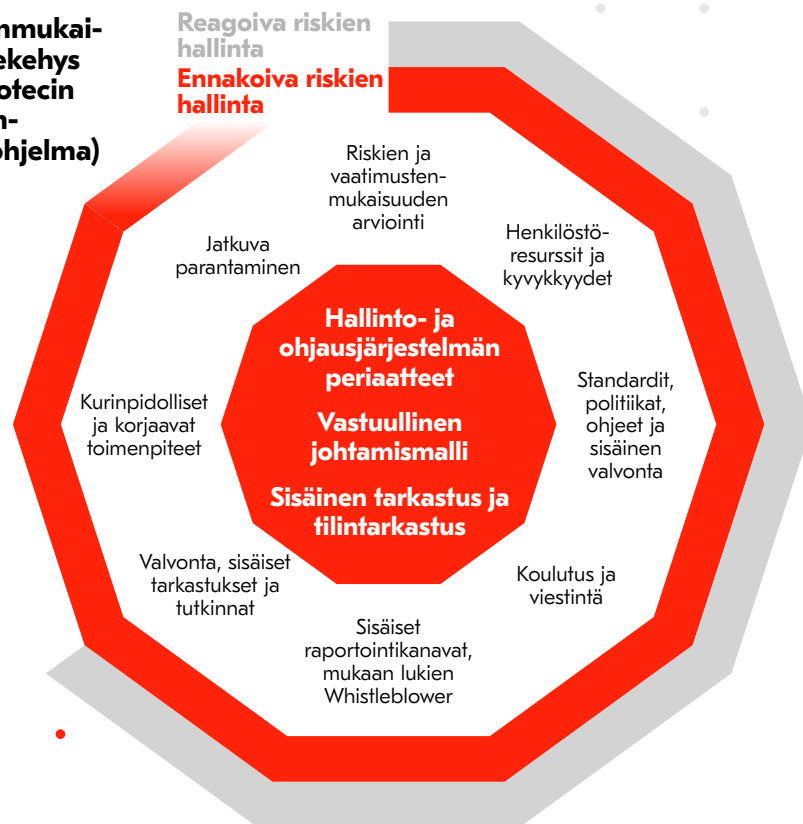 nmukai-
ekehys
otecin
n-
ohjelma)
Reagoiva riskien
hallinta
Ennakoiva riskien
hallinta
Riskien ja
vaatimusten-
mukaisuuden
arviointi
Henkilöstö-
resurssit ja
kyvykkyydet
Standardit,
politiikat,
ohjeet ja
sisäinen
valvonta
Koulutus ja
viestintä
Sisäiset
raportointikanavat,
mukaan lukien
Whistleblower
Valvonta, sisäiset
tarkastukset ja
tutkinnat
Kurinpidolliset
ja korjaavat
toimenpiteet
Jatkuva
parantaminen
Hallinto- ja
ohjausjärjestelmän
periaatteet
Vastuullinen
johtamismalli
Sisäinen tarkastus ja
tilintarkastus